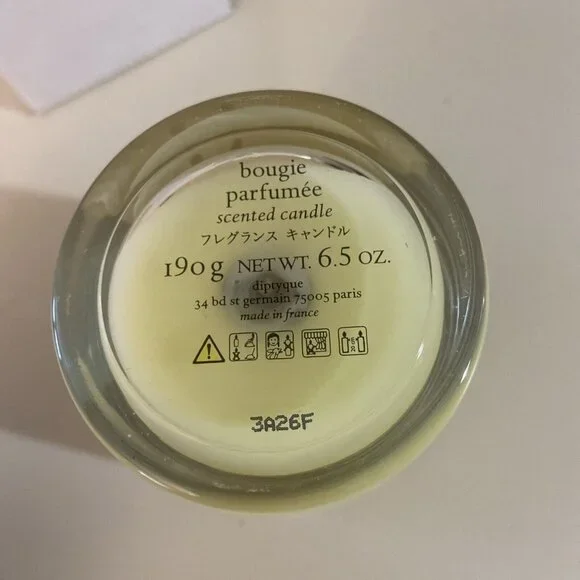 bougie
parfumée
scented candle
フレグランス キャンドル
190 g NET WT. 6.5 OZ.
diptyque
34 bd st germain 75005 paris
made in france
3A26F